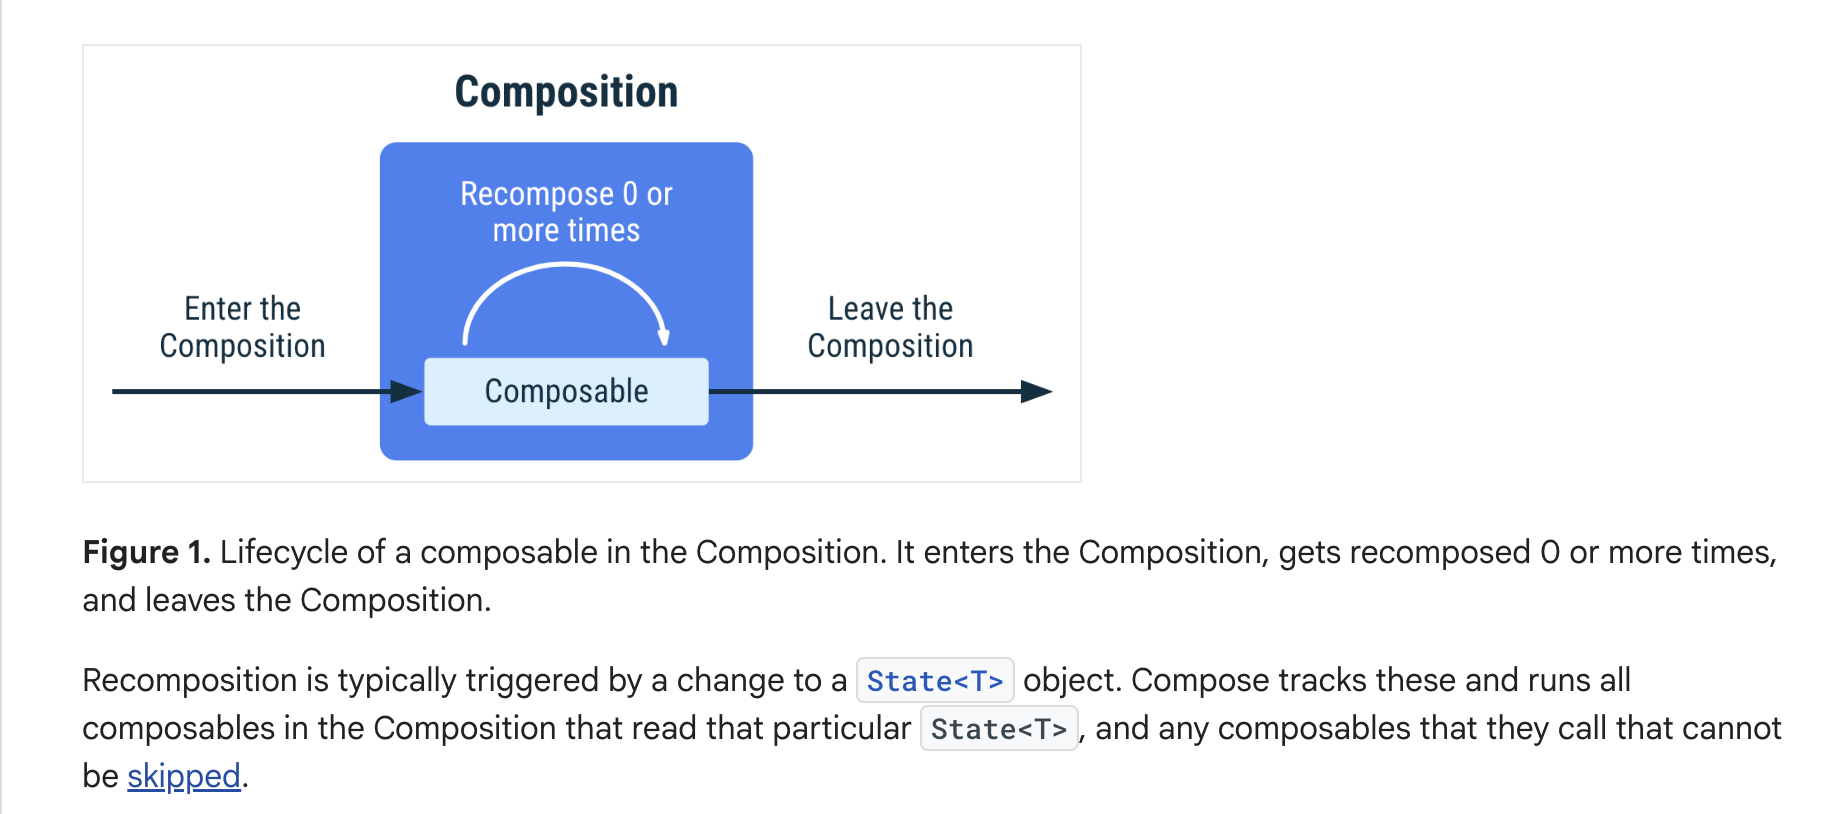 Composition
Recompose 0 or
more times
Enter the
Composition
Leave the
Composition
Composable
Figure 1. Lifecycle of a composable in the Composition. It enters the Composition, gets recomposed 0 or more times,
and leaves the Composition.
Recomposition is typically triggered by a change to a State<T> object. Compose tracks these and runs all
composables in the Composition that read that particular State<T>, and any composables that they call that cannot
be skipped.